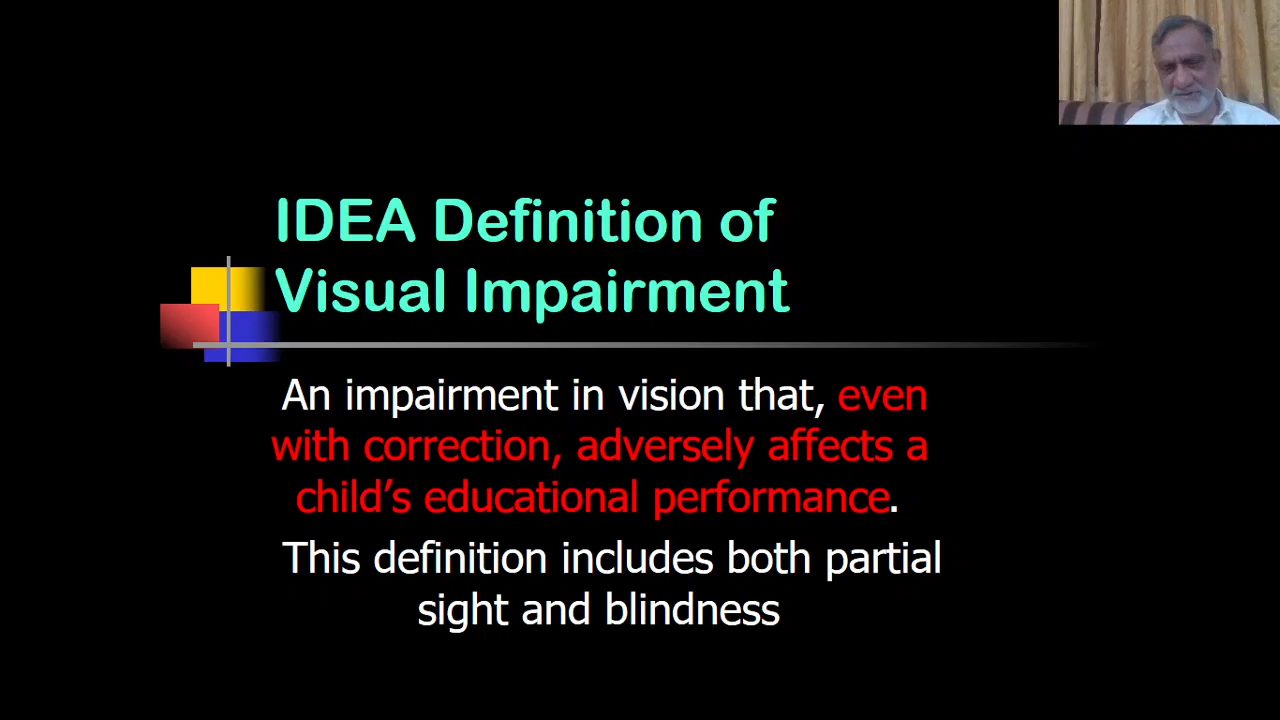 IDEA Definition of
Visual Impairment
An impairment in vision that, even
with correction, adversely affects a
child’s educational performance.
This definition includes both partial
sight and blindness